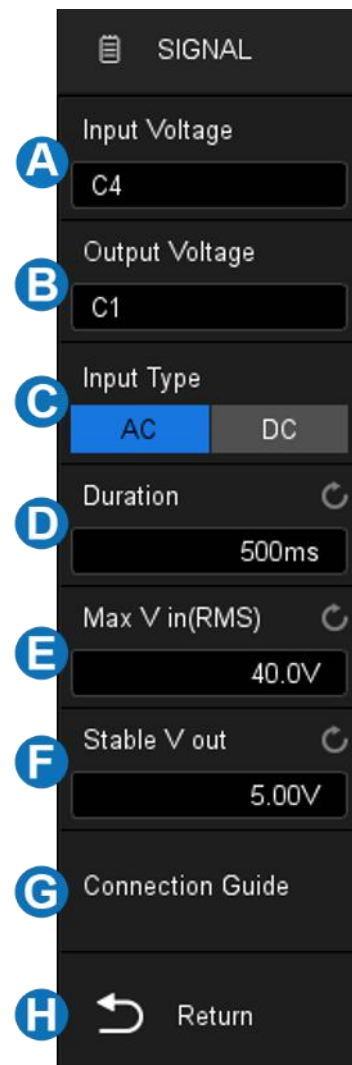 SIGNAL
A
Input Voltage
C4
B
Output Voltage
C1
C
Input Type
AC DC
D
Duration
500ms
E
Max V in(RMS)
40.0V
F
Stable V out
5.00V
G
Connection Guide
H
Return